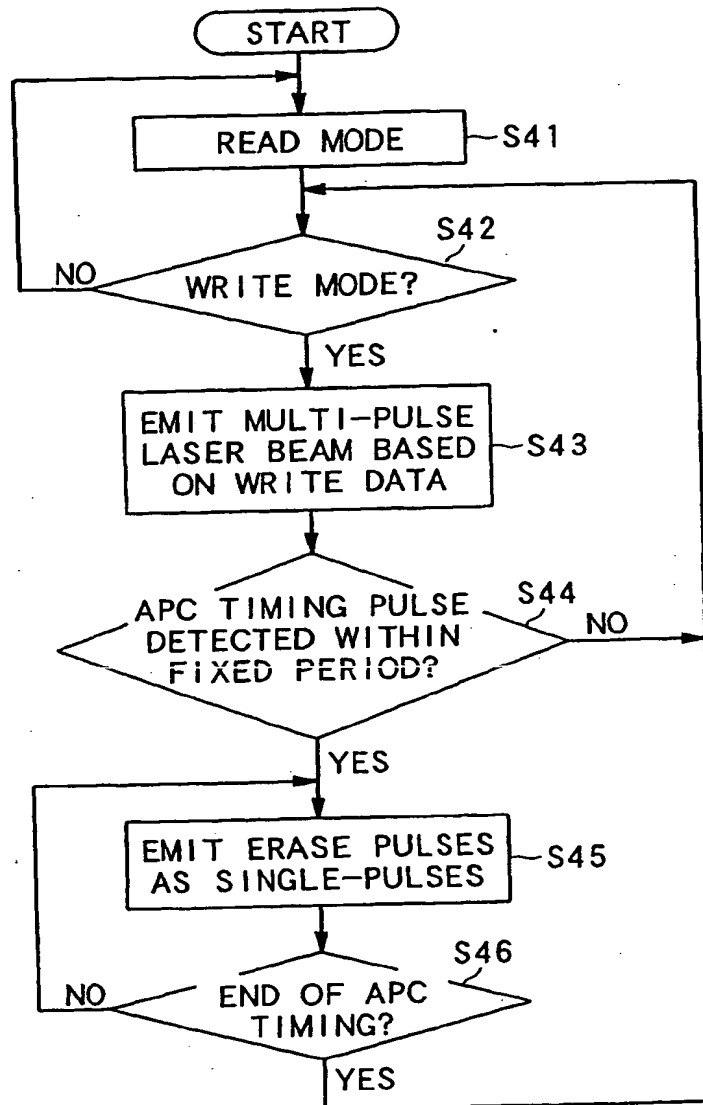 START
READ MODE
S41
S42
NO
WRITE MODE?
YES
EMIT MULTI-PULSE
LASER BEAM BASED
ON WRITE DATA
S43
APC TIMING PULSE
DETECTED WITHIN
FIXED PERIOD?
S44
NO
YES
EMIT ERASE PULSES
AS SINGLE-PULSES
S45
S46
NO
END OF APC
TIMING?
YES